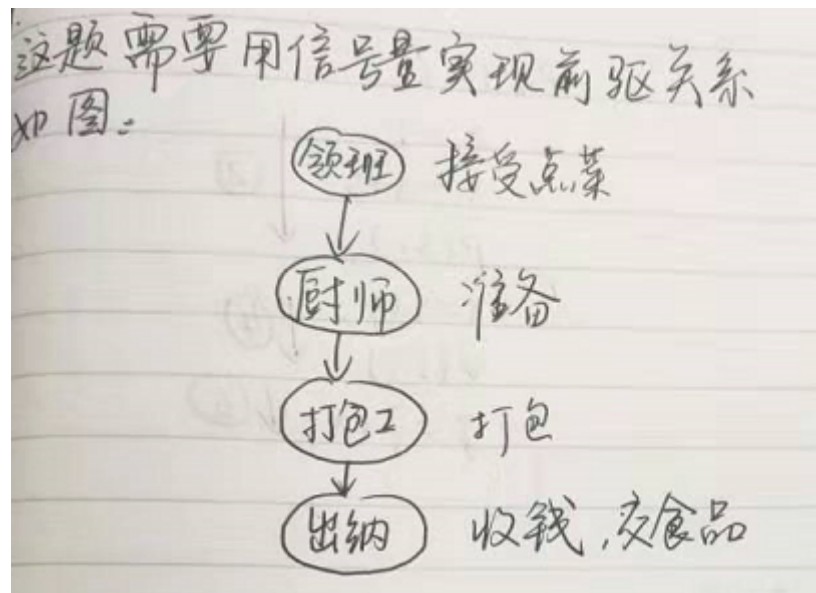 这题需要用信号量实现前驱关系
如图:
领班 接受点菜
厨师 准备
打包工 打包
出纳 收钱,交食品